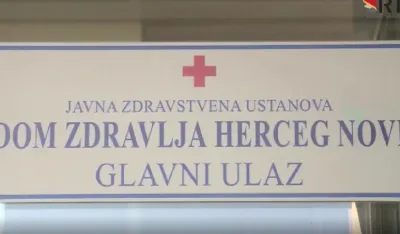 JAVNA ZDRAVSTVENA USTANOVA
DOM ZDRAVLJA HERCEG NOVI
GLAVNI ULAZ